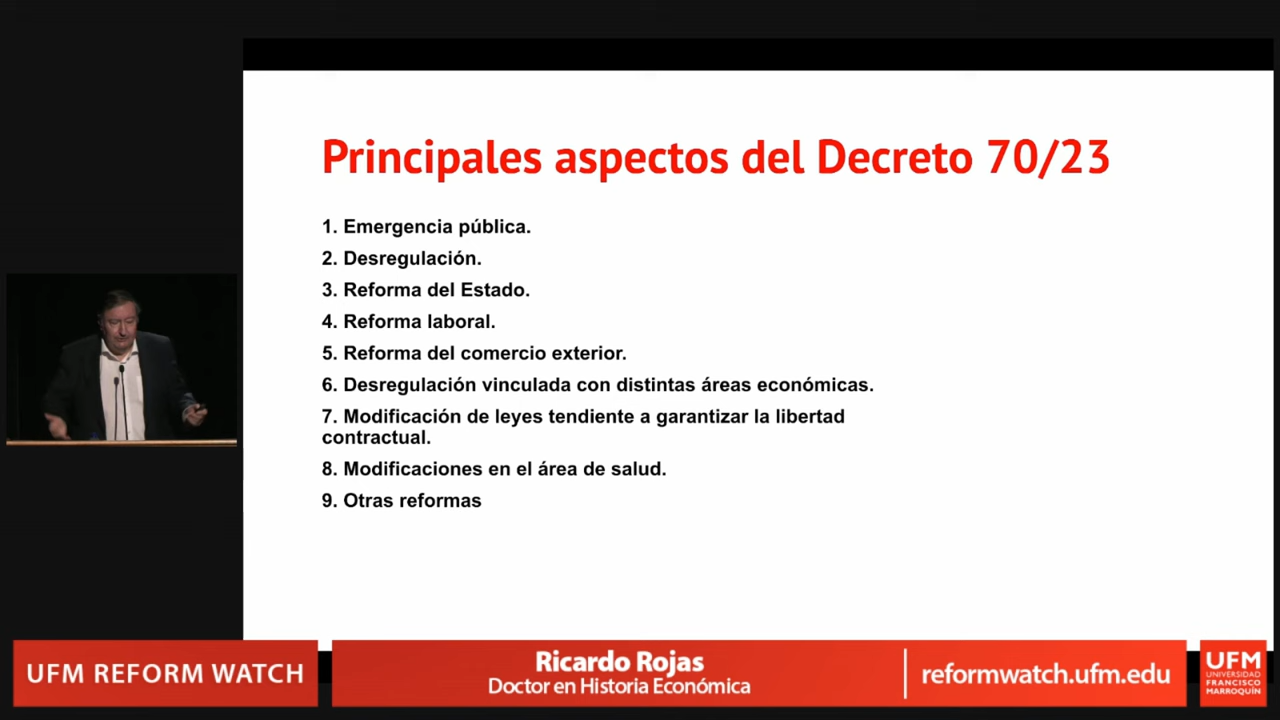 Principales aspectos del Decreto 70/23
1. Emergencia pública.
2. Desregulación.
3. Reforma del Estado.
4. Reforma laboral.
5. Reforma del comercio exterior.
6. Desregulación vinculada con distintas áreas económicas.
7. Modificación de leyes tendiente a garantizar la libertad
contractual.
8. Modificaciones en el área de salud.
9. Otras reformas
UFM REFORM WATCH
Ricardo Rojas
Doctor en Historia Económica
reformwatch.ufm.edu
UFM
UNIVERSIDAD
FRANCISCO
MARROQUÍN